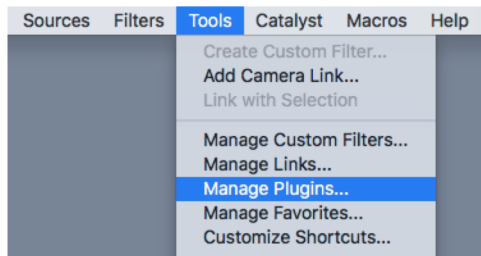 Sources Filters Tools Catalyst Macros Help
Create Custom Filter...
Add Camera Link...
Link with Selection
Manage Custom Filters...
Manage Links...
Manage Plugins...
Manage Favorites...
Customize Shortcuts...